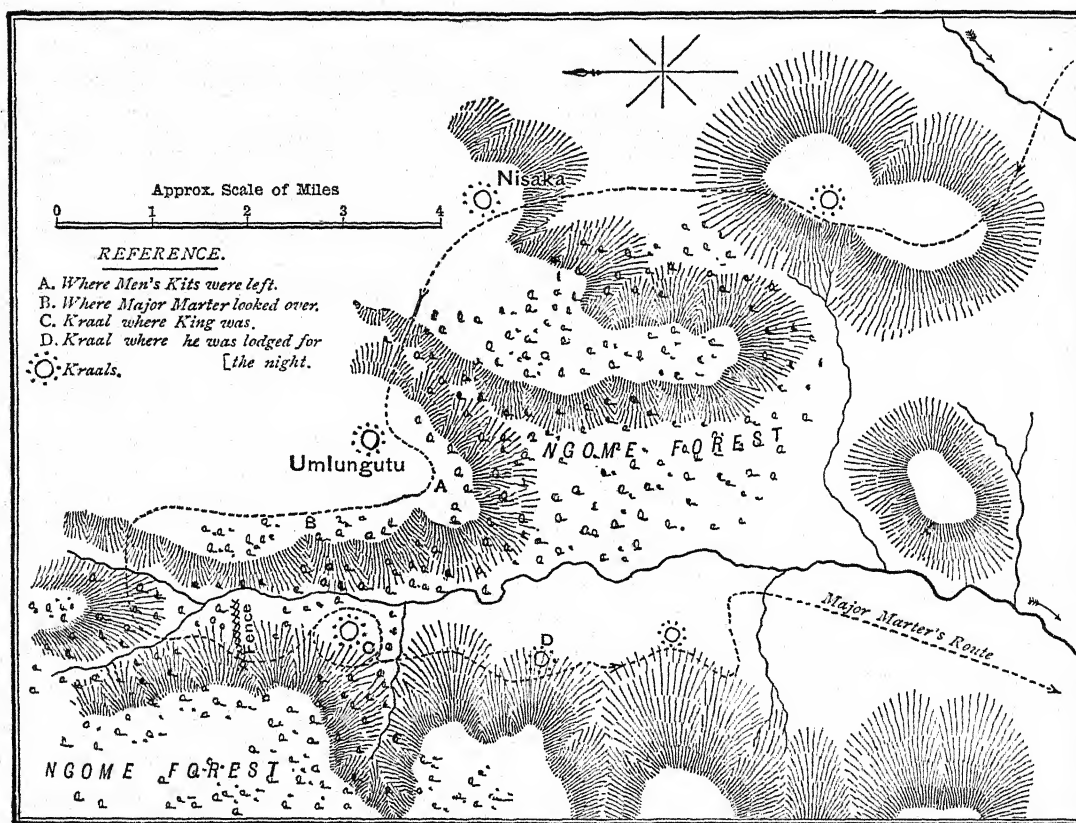 Nisaka
Approx. Scale of Miles
0 1 2 3 4
REFERENCE.
A. Where Men's Kits were left.
B. Where Major Marter looked over.
C. Kraal where King was.
D. Kraal where he was lodged for
[the night.
Kraals.
NGOME FOREST
Umlungutu
A
B
Fence
C
D
Major Marter's Route
NGOME FOREST